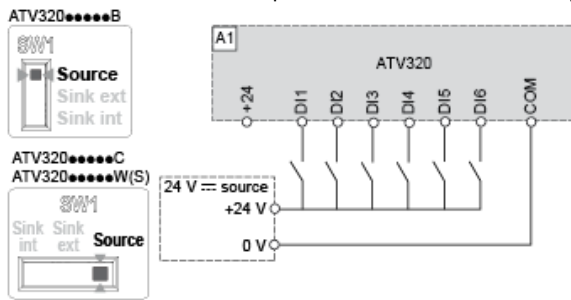 ATV320●●●●●B
SW1
Source
Sink ext
Sink int
ATV320●●●●●C
ATV320●●●●●W(S)
SW1
Sink int
Sink ext
Source
A1
ATV320
+24
DI1
DI2
DI3
DI4
DI5
DI6
COM
24 V ⎓ source
+24 V
0 V